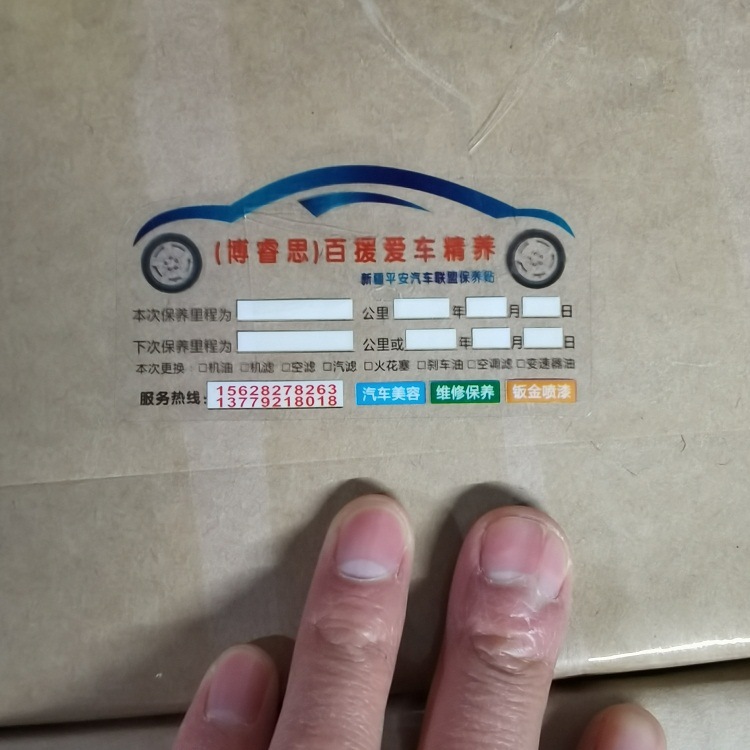 (博睿思)百援爱车精养
新疆平安汽车联盟保养贴
本次保养里程为 公里 年 月 日
下次保养里程为 公里或 年 月 日
本次更换：□机油 □机滤 □空滤 □汽滤 □火花塞 □刹车油 □空调滤 □变速器油
服务热线: 15628278263 汽车美容 维修保养 钣金喷漆
13779218018